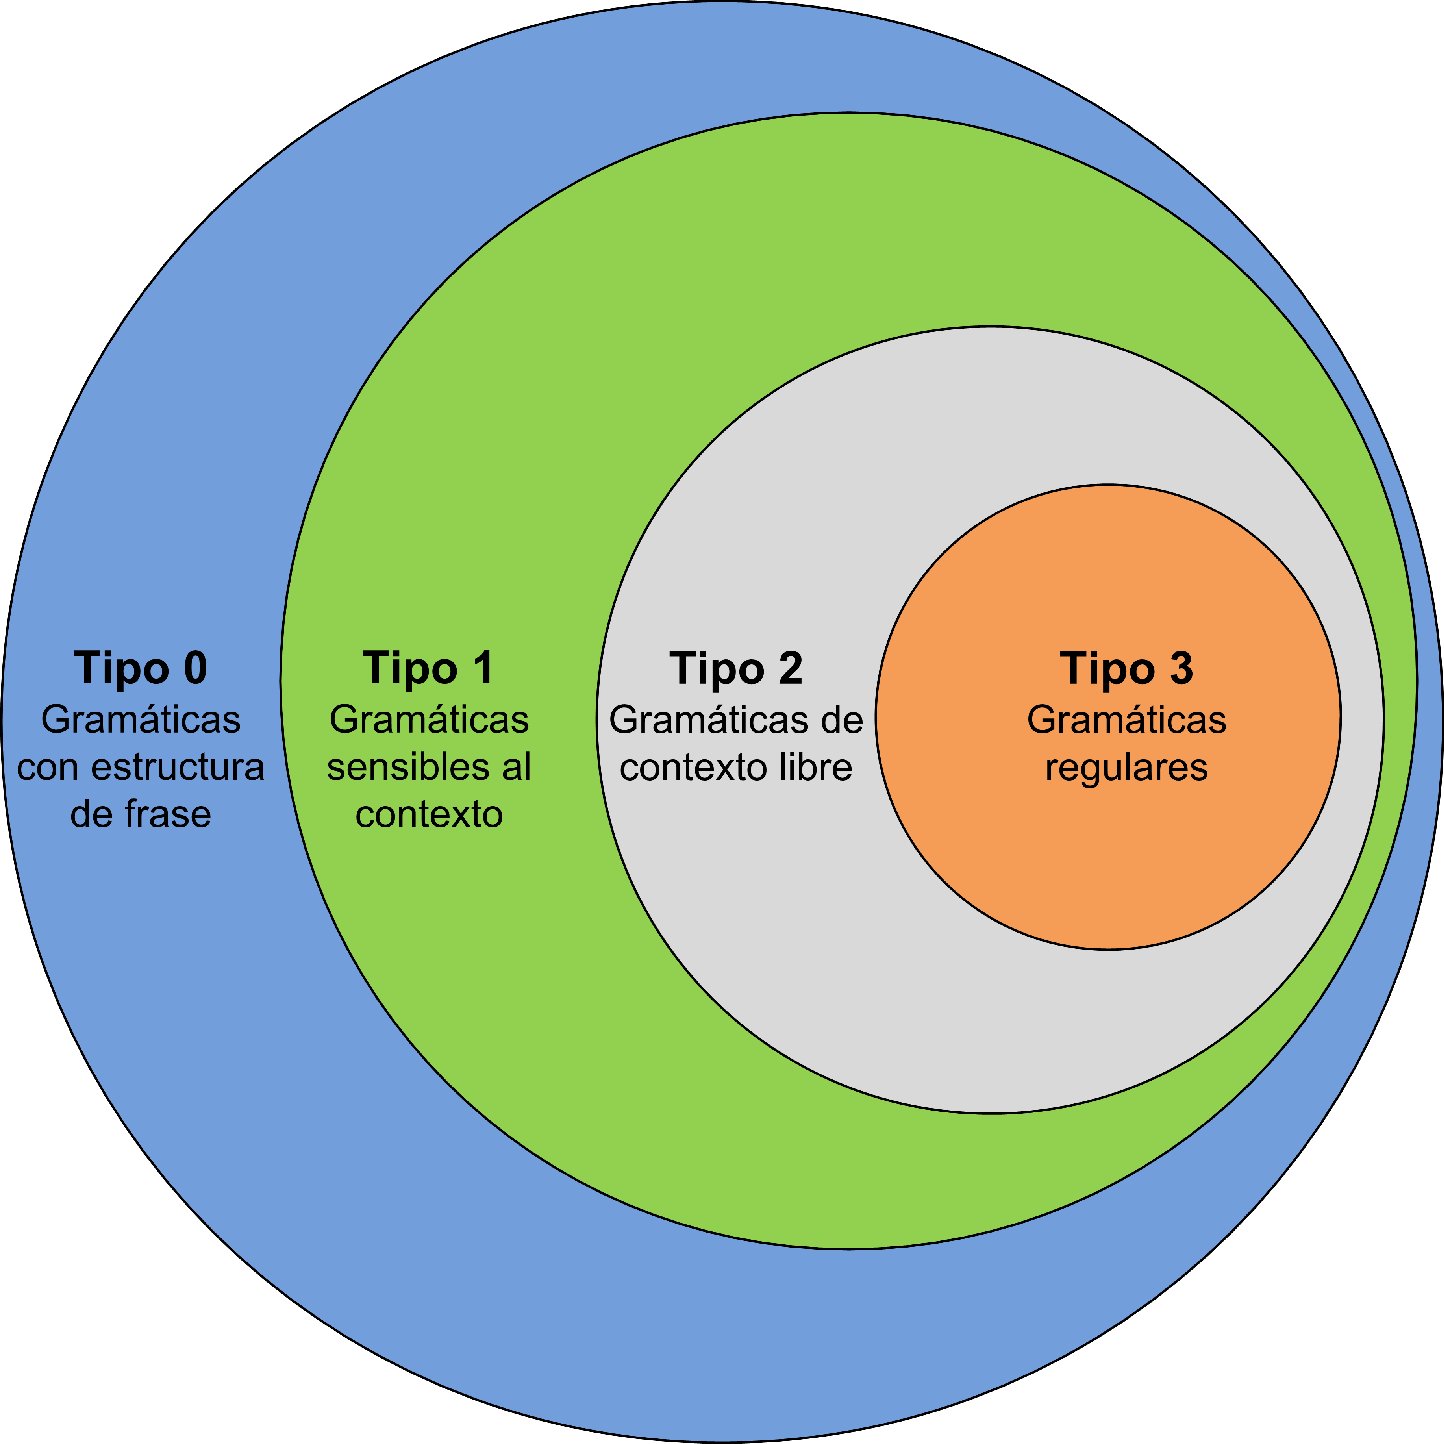 Tipo 0
Gramáticas
con estructura
de frase
Tipo 1
Gramáticas
sensibles al
contexto
Tipo 2
Gramáticas de
contexto libre
Tipo 3
Gramáticas
regulares